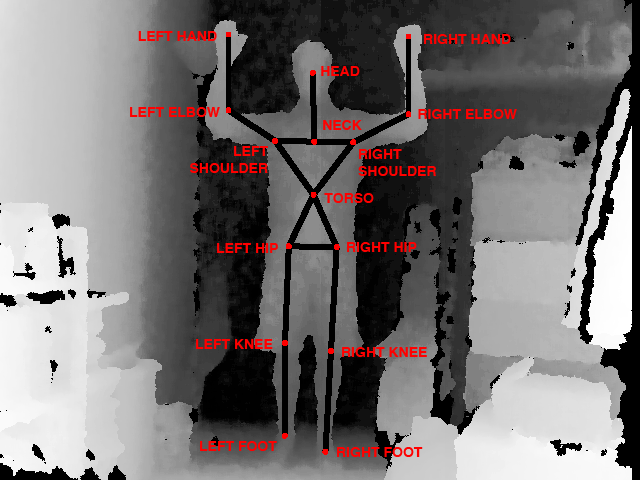 LEFT HAND
RIGHT HAND
HEAD
LEFT ELBOW
RIGHT ELBOW
NECK
LEFT
SHOULDER
RIGHT
SHOULDER
TORSO
LEFT HIP
RIGHT HIP
LEFT KNEE
RIGHT KNEE
LEFT FOOT
RIGHT FOOT